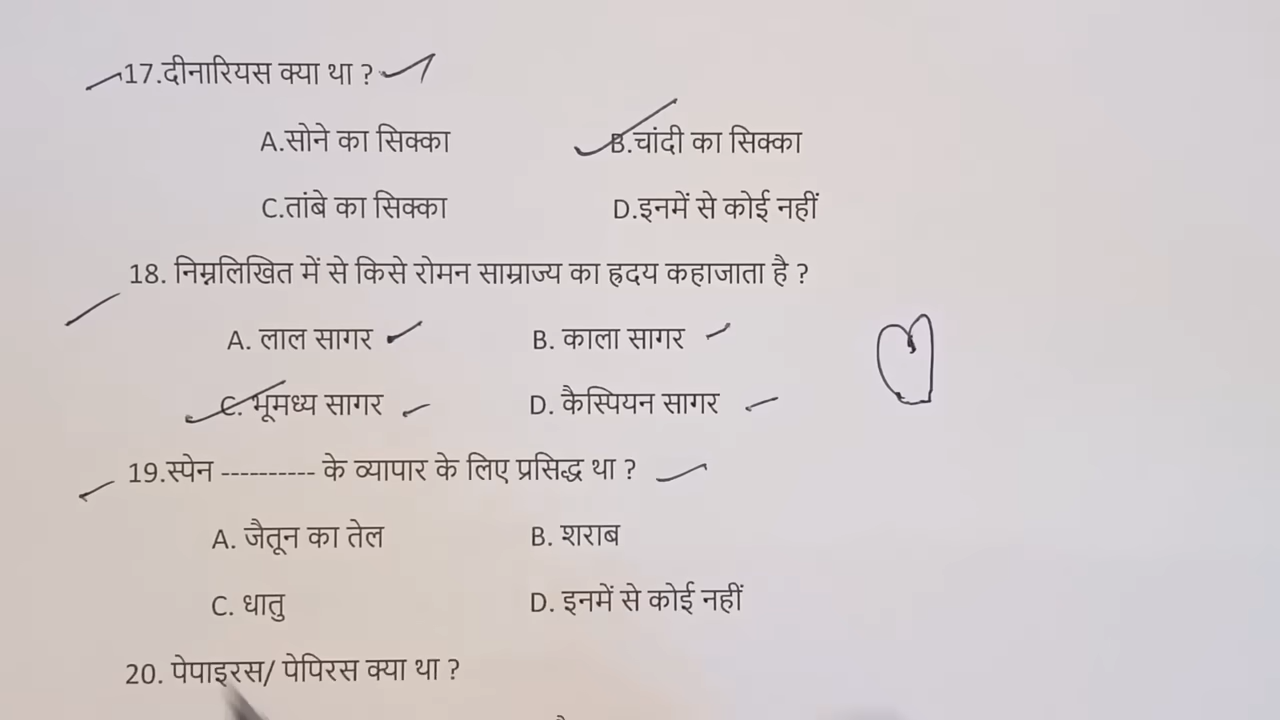 17.दीनारियस क्या था ?
A.सोने का सिक्का B.चांदी का सिक्का
C.तांबे का सिक्का D.इनमें से कोई नहीं
18. निम्नलिखित में से किसे रोमन साम्राज्य का ह्रदय कहाजाता है ?
A. लाल सागर B. काला सागर
C. भूमध्य सागर D. कैस्पियन सागर
19.स्पेन ---------- के व्यापार के लिए प्रसिद्ध था ?
A. जैतून का तेल B. शराब
C. धातु D. इनमें से कोई नहीं
20. पेपाइरस/ पेपिरस क्या था ?